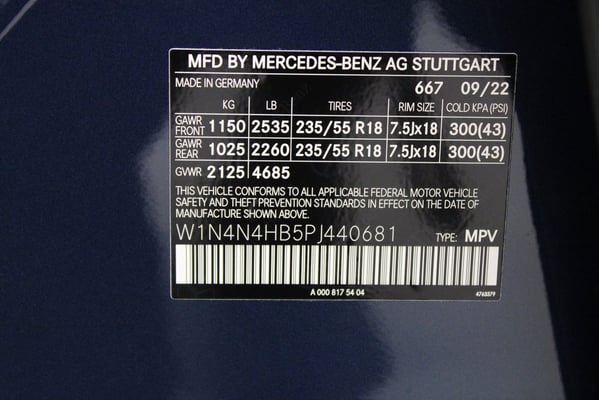 MFD BY MERCEDES-BENZ AG STUTTGART
MADE IN GERMANY 667 09/22
KG LB TIRES RIM SIZE COLD KPA (PSI)
GAWR FRONT 1150 2535 235/55 R18 7.5Jx18 300(43)
GAWR REAR 1025 2260 235/55 R18 7.5Jx18 300(43)
GVWR 2125 4685
THIS VEHICLE CONFORMS TO ALL APPLICABLE FEDERAL MOTOR VEHICLE
SAFETY AND THEFT PREVENTION STANDARDS IN EFFECT ON THE DATE OF
MANUFACTURE SHOWN ABOVE.
W1N4N4HB5PJ440681 TYPE: MPV
A 000 817 54 04 4763379